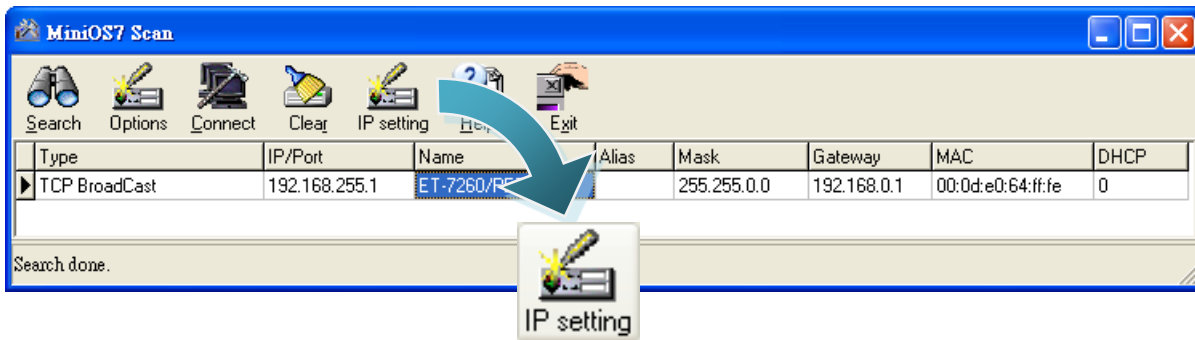 MiniOS7 Scan
Search Options Connect Clear IP setting Exit
Type IP/Port Name Alias Mask Gateway MAC DHCP
TCP BroadCast 192.168.255.1 255.255.0.0 192.168.0.1 00:0d:e0:64:ff:fe 0
Search done.
IP setting